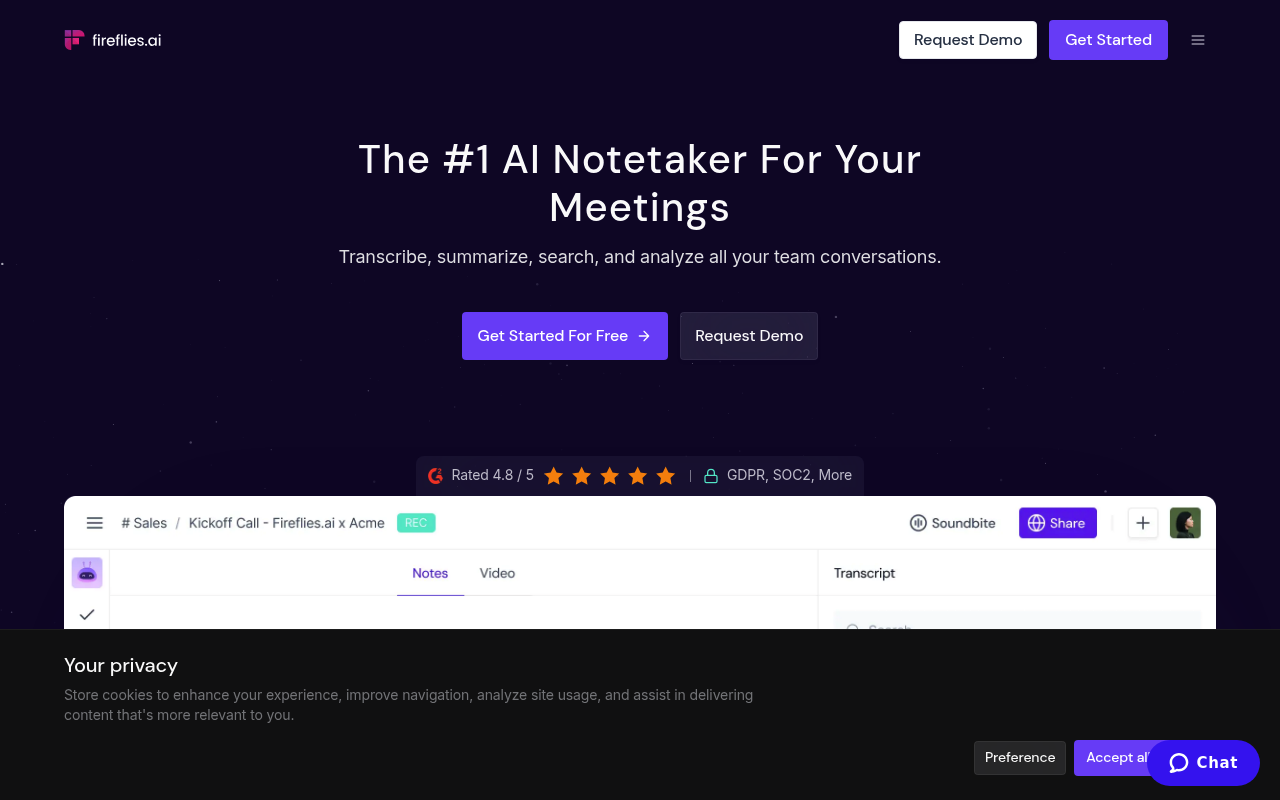 fireflies.ai
Request Demo
Get Started
The #1 AI Notetaker For Your
Meetings
Transcribe, summarize, search, and analyze all your team conversations.
Get Started For Free
Request Demo
Rated 4.8 / 5
GDPR, SOC2, More
# Sales / Kickoff Call - Fireflies.ai x Acme
REC
Soundbite
Share
Notes
Video
Transcript
Search
Your privacy
Store cookies to enhance your experience, improve navigation, analyze site usage, and assist in delivering
content that's more relevant to you.
Preference
Accept all
Chat